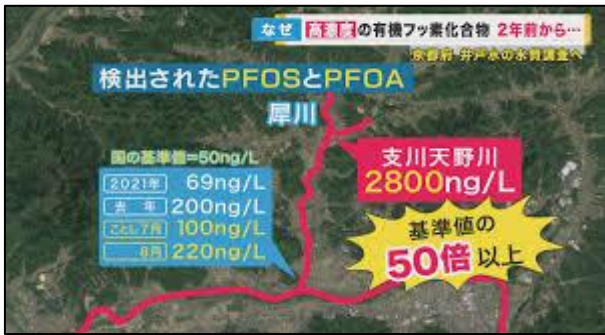 なぜ 高濃度の有機フッ素化合物 2年前から…
京都府 井戸水の水質調査へ
検出されたPFOSとPFOA
犀川
国の基準値=50ng/L
2021年 69ng/L
去年 200ng/L
ことし7月 100ng/L
8月 220ng/L
支川天野川
2800ng/L
基準値の
50倍以上